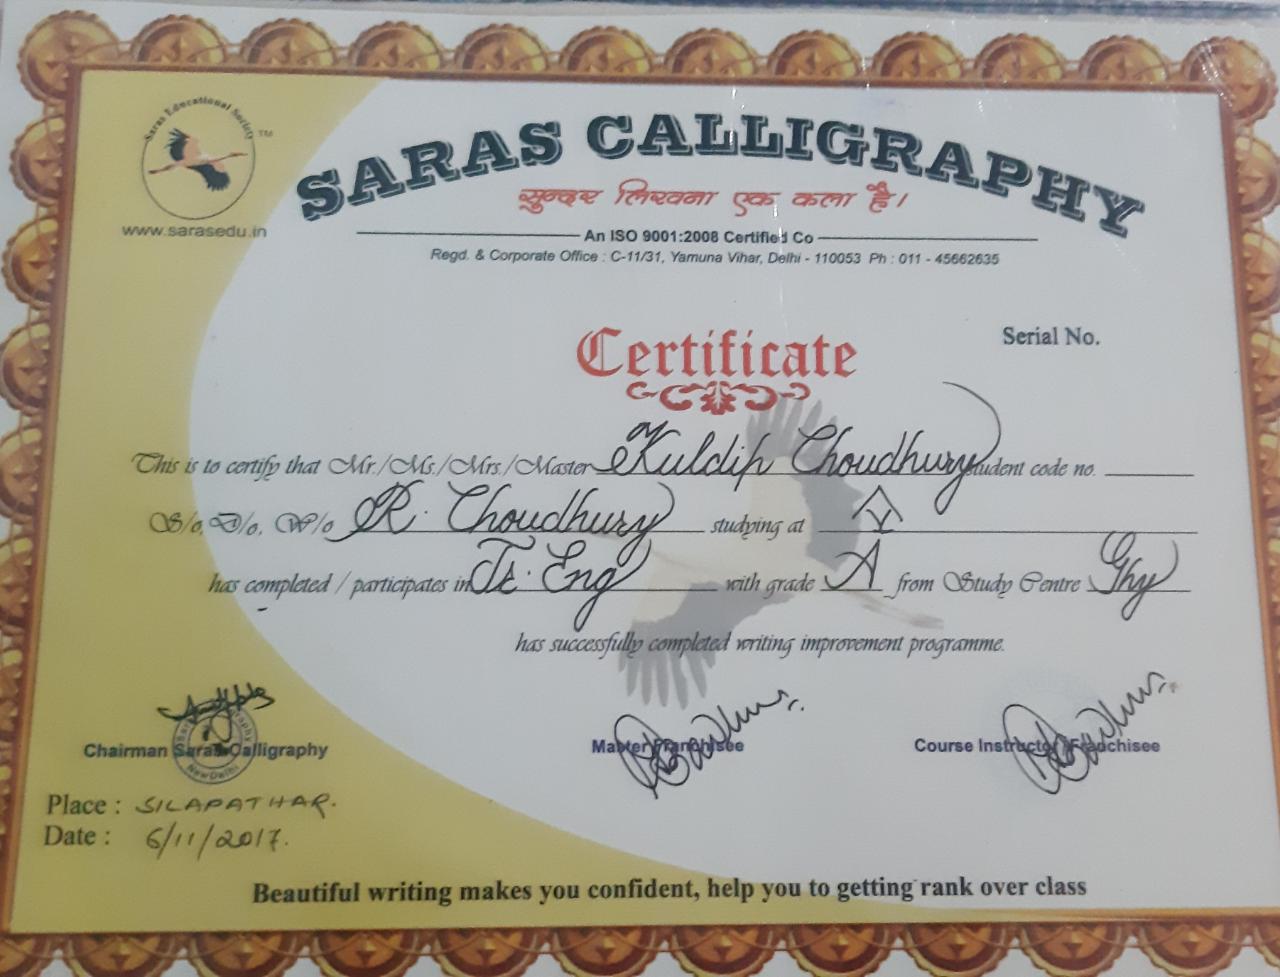 Saras Educational Society
TM
www.sarasedu.in
SARAS CALLIGRAPHY
सुन्दर लिखना एक कला है।
An ISO 9001:2008 Certified Co
Regd. & Corporate Office : C-11/31, Yamuna Vihar, Delhi - 110053 Ph : 011 - 45662635
Serial No.
Certificate
This is to certify that Mr./Ms./Mrs./Master Kuldip Choudhury Student code no.
S/o, D/o, W/o R. Choudhury studying at V
has completed / participates in Eng with grade A from Study Centre Ghy
has successfully completed writing improvement programme.
Chairman Saras Calligraphy
Master Franchisee
Course Instructor / Franchisee
Place : SILAPATHAR.
Date : 6/11/2017.
Beautiful writing makes you confident, help you to getting rank over class